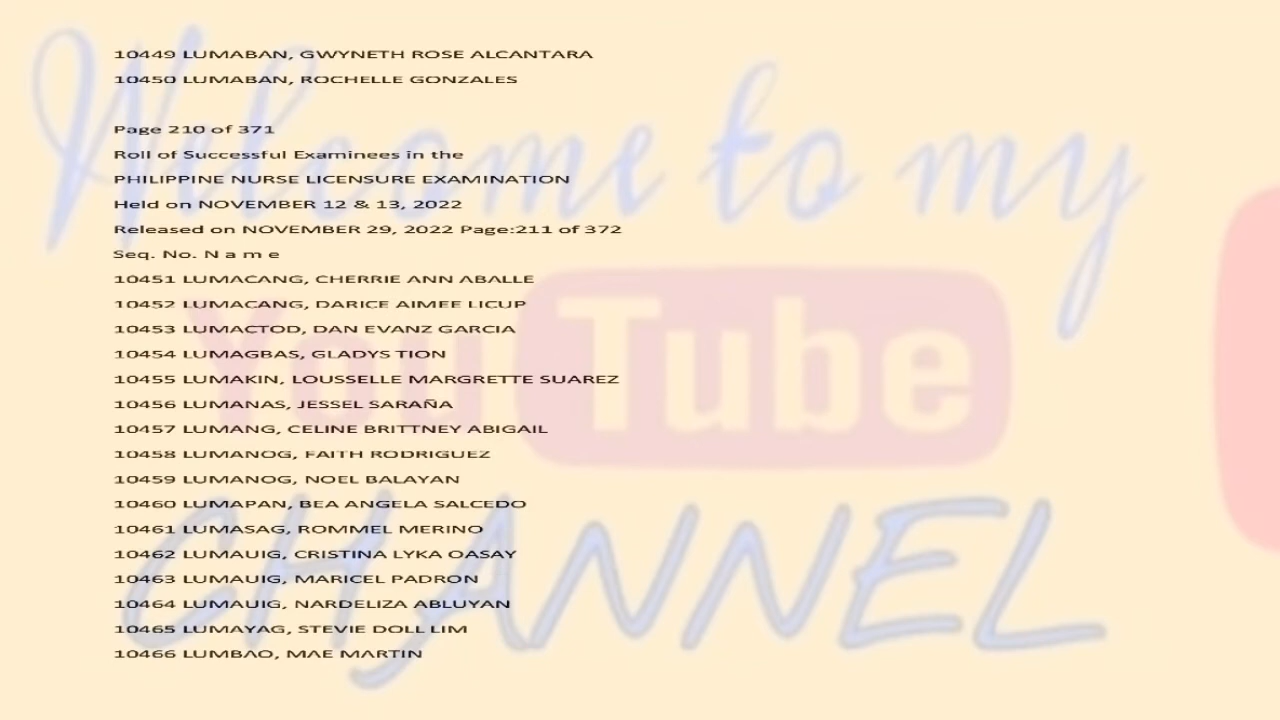 10449 LUMABAN, GWYNETH ROSE ALCANTARA
10450 LUMABAN, ROCHELLE GONZALES
Page 210 of 371
Roll of Successful Examinees in the
PHILIPPINE NURSE LICENSURE EXAMINATION
Held on NOVEMBER 12 & 13, 2022
Released on NOVEMBER 29, 2022 Page:211 of 372
Seq. No. N a m e
10451 LUMACANG, CHERRIE ANN ABALLE
10452 LUMACANG, DARICE AIMEE LICUP
10453 LUMACTOD, DAN EVANZ GARCIA
10454 LUMAGBAS, GLADYS TION
10455 LUMAKIN, LOUSSELLE MARGRETTE SUAREZ
10456 LUMANAS, JESSEL SARAÑA
10457 LUMANG, CELINE BRITTNEY ABIGAIL
10458 LUMANOG, FAITH RODRIGUEZ
10459 LUMANOG, NOEL BALAYAN
10460 LUMAPAN, BEA ANGELA SALCEDO
10461 LUMASAG, ROMMEL MERINO
10462 LUMAUIG, CRISTINA LYKA OASAY
10463 LUMAUIG, MARICEL PADRON
10464 LUMAUIG, NARDELIZA ABLUYAN
10465 LUMAYAG, STEVIE DOLL LIM
10466 LUMBAO, MAE MARTIN
Welcome to my
YouTube
CHANNEL